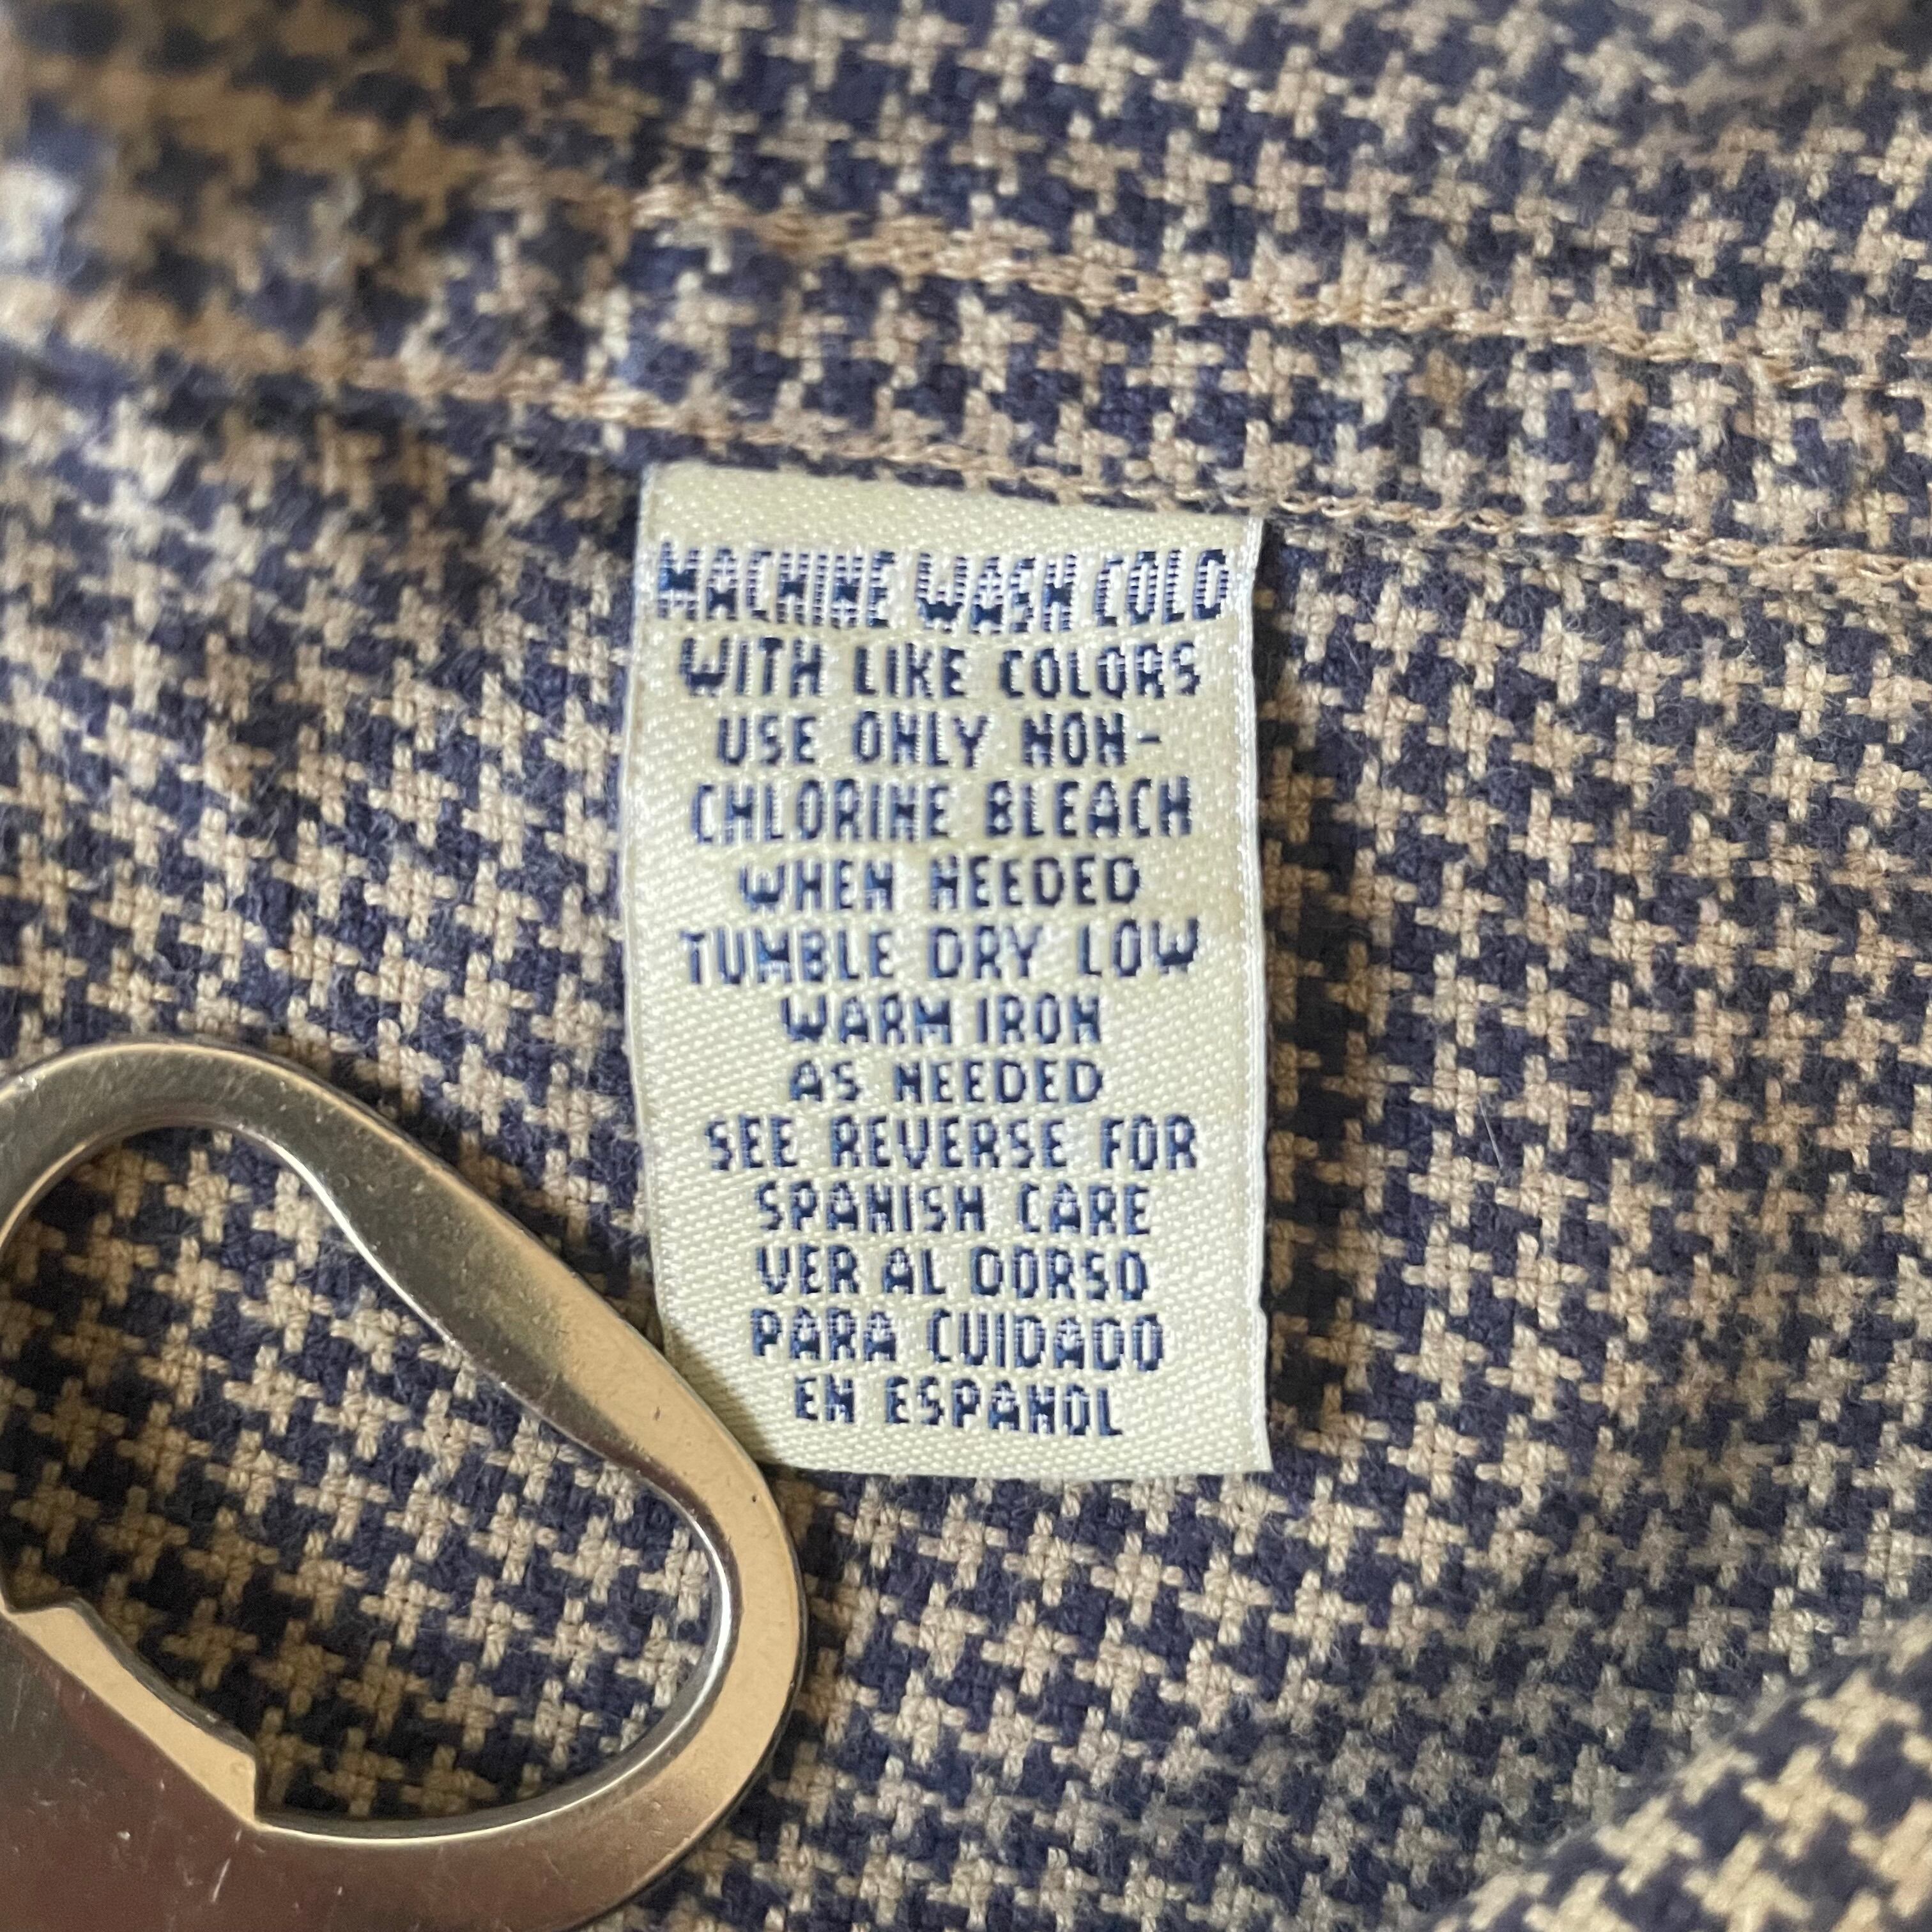 MACHINE WASH COLD
WITH LIKE COLORS
USE ONLY NON-
CHLORINE BLEACH
WHEN NEEDED
TUMBLE DRY LOW
WARM IRON
AS NEEDED
SEE REVERSE FOR
SPANISH CARE
VER AL DORSO
PARA CUIDADO
EN ESPANOL